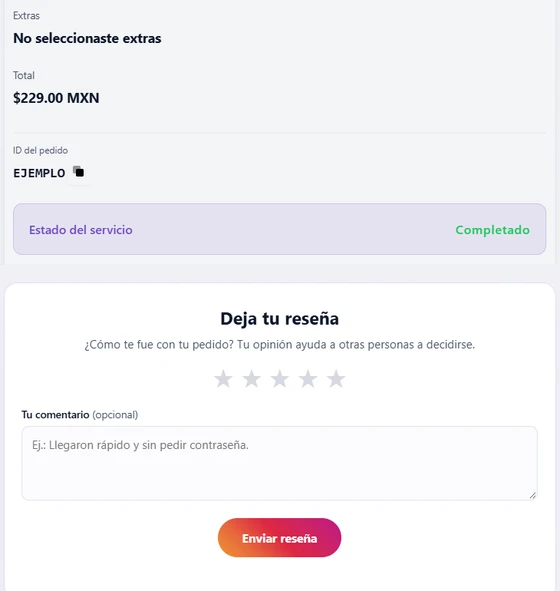 Extras
No seleccionaste extras
Total
$229.00 MXN
ID del pedido
EJEMPLO
Estado del servicio
Completado
Deja tu reseña
¿Cómo te fue con tu pedido? Tu opinión ayuda a otras personas a decidirse.
Tu comentario (opcional)
Ej.: Llegaron rápido y sin pedir contraseña.
Enviar reseña